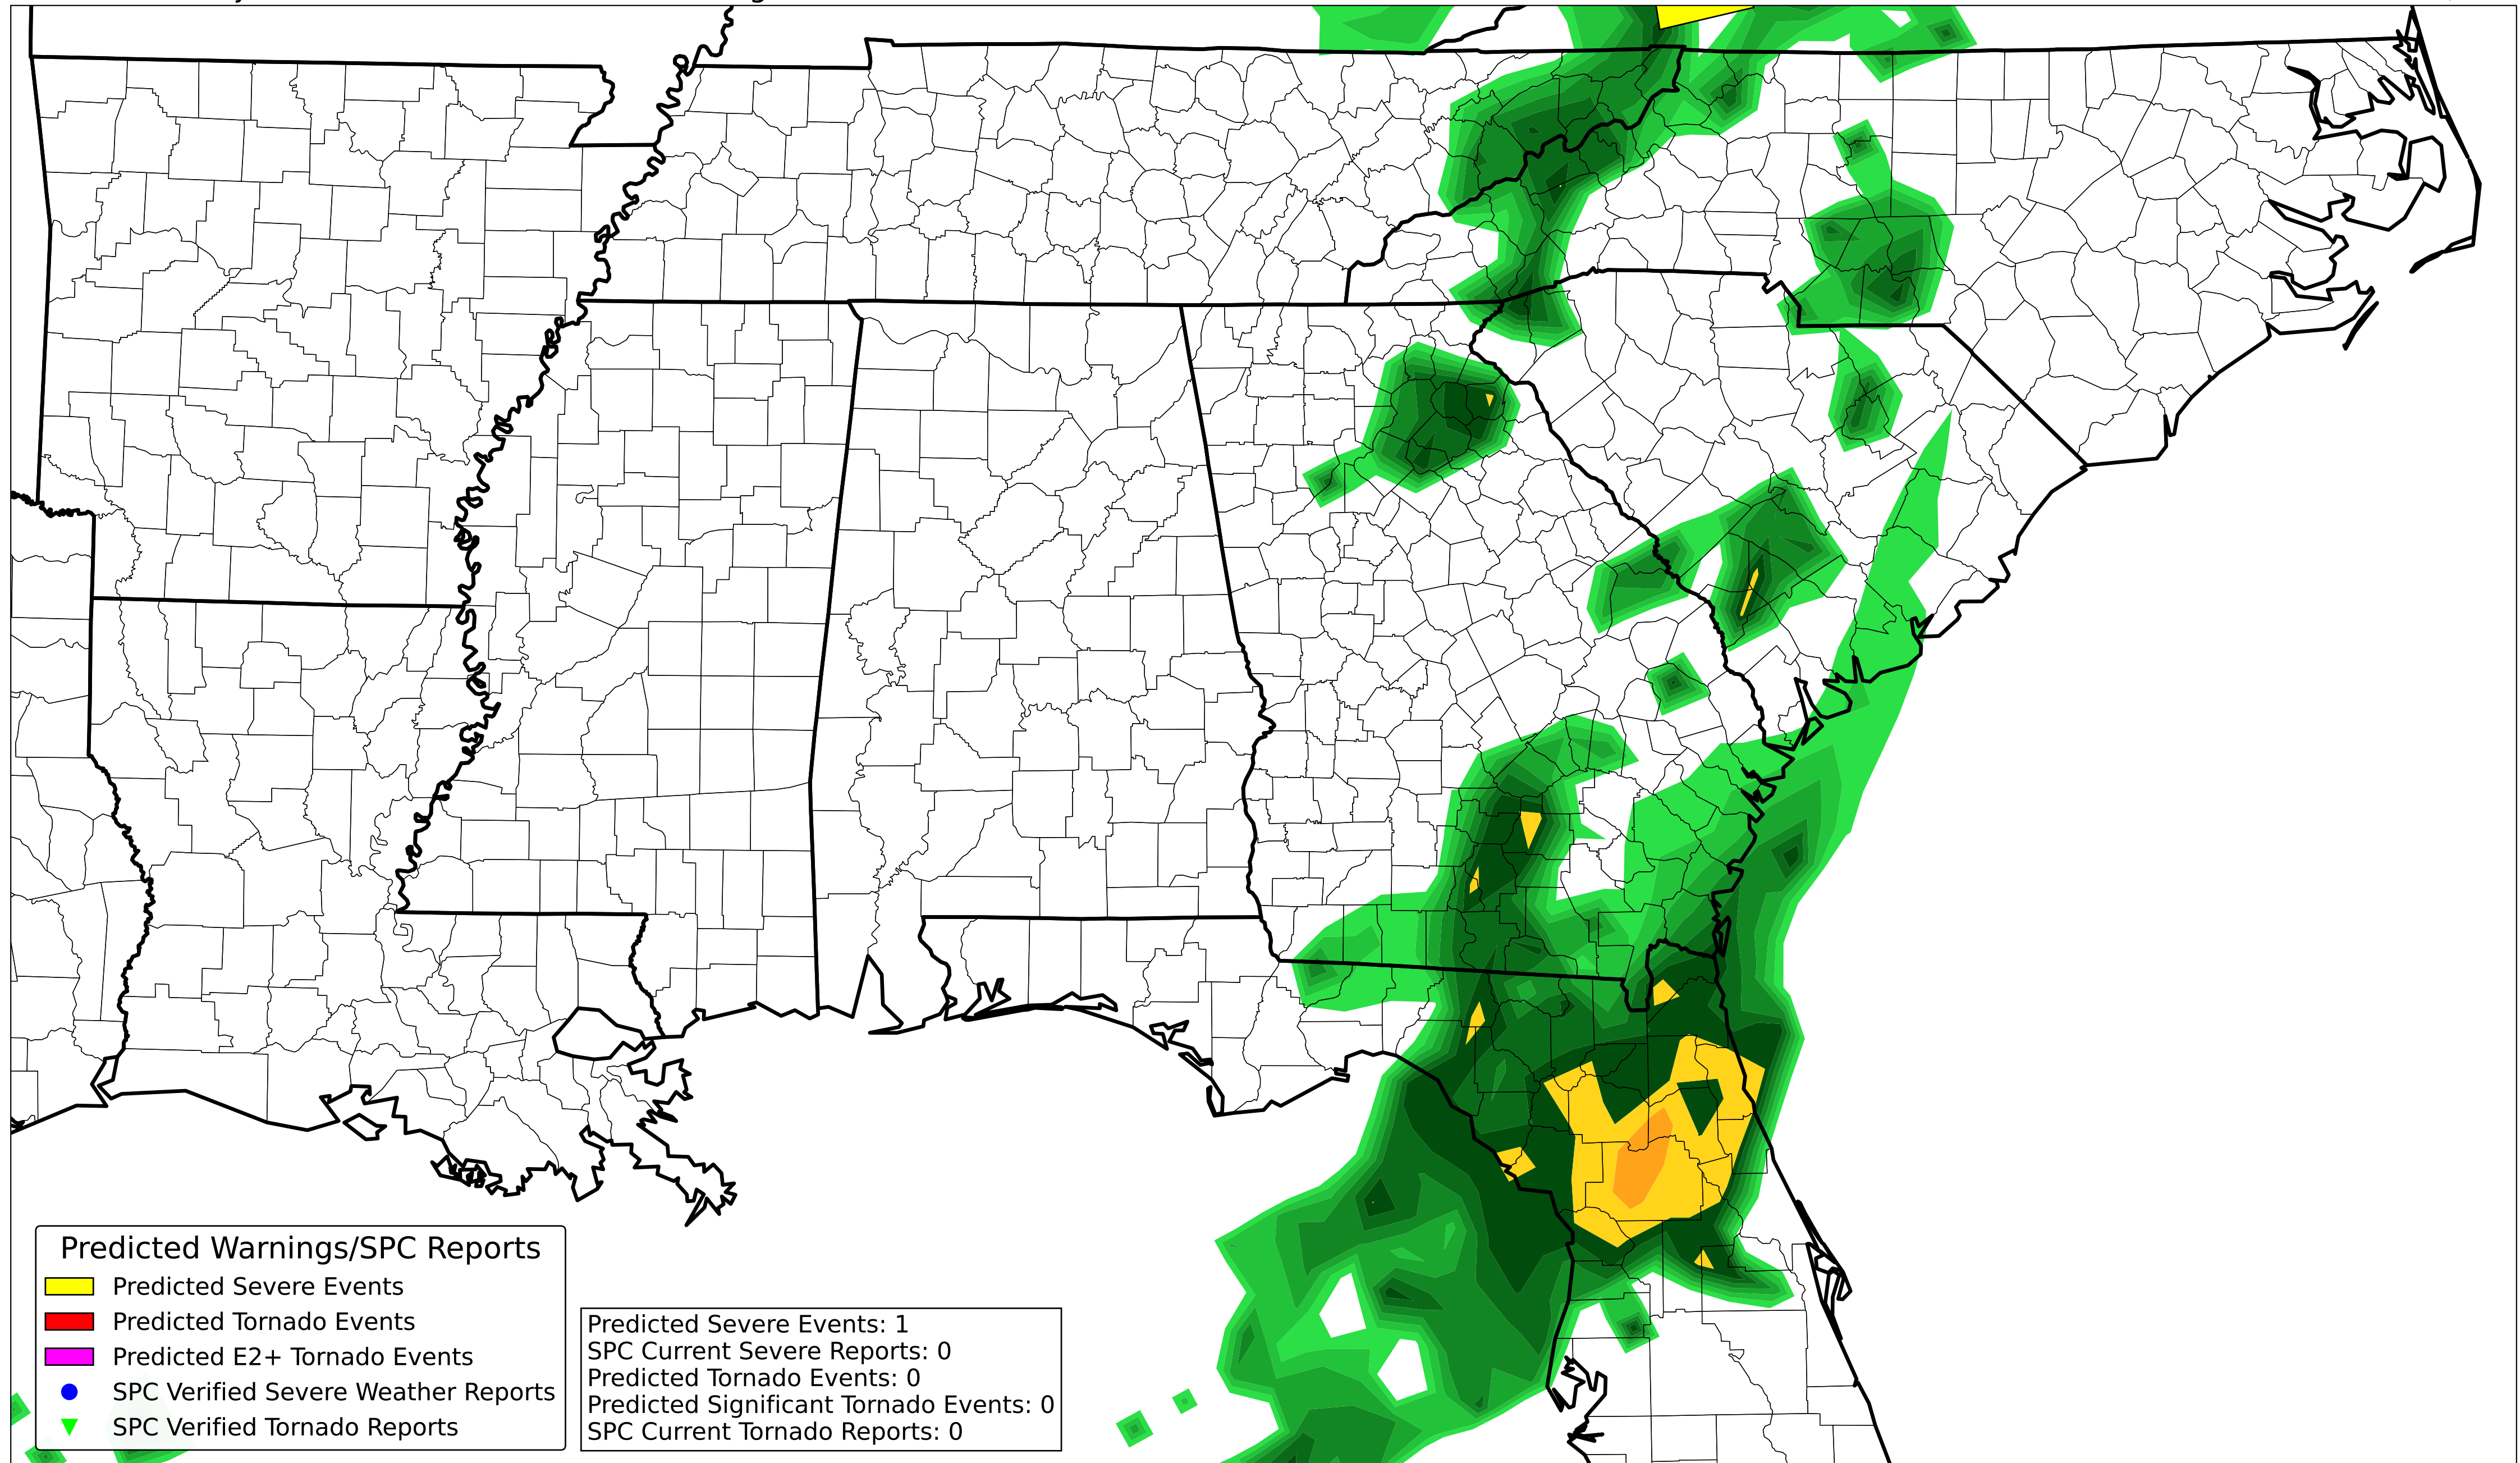 Predicted Warnings/SPC Reports
Predicted Severe Events
Predicted Tornado Events
Predicted E2+ Tornado Events
SPC Verified Severe Weather Reports
SPC Verified Tornado Reports
Predicted Severe Events: 1
SPC Current Severe Reports: 0
Predicted Tornado Events: 0
Predicted Significant Tornado Events: 0
SPC Current Tornado Reports: 0